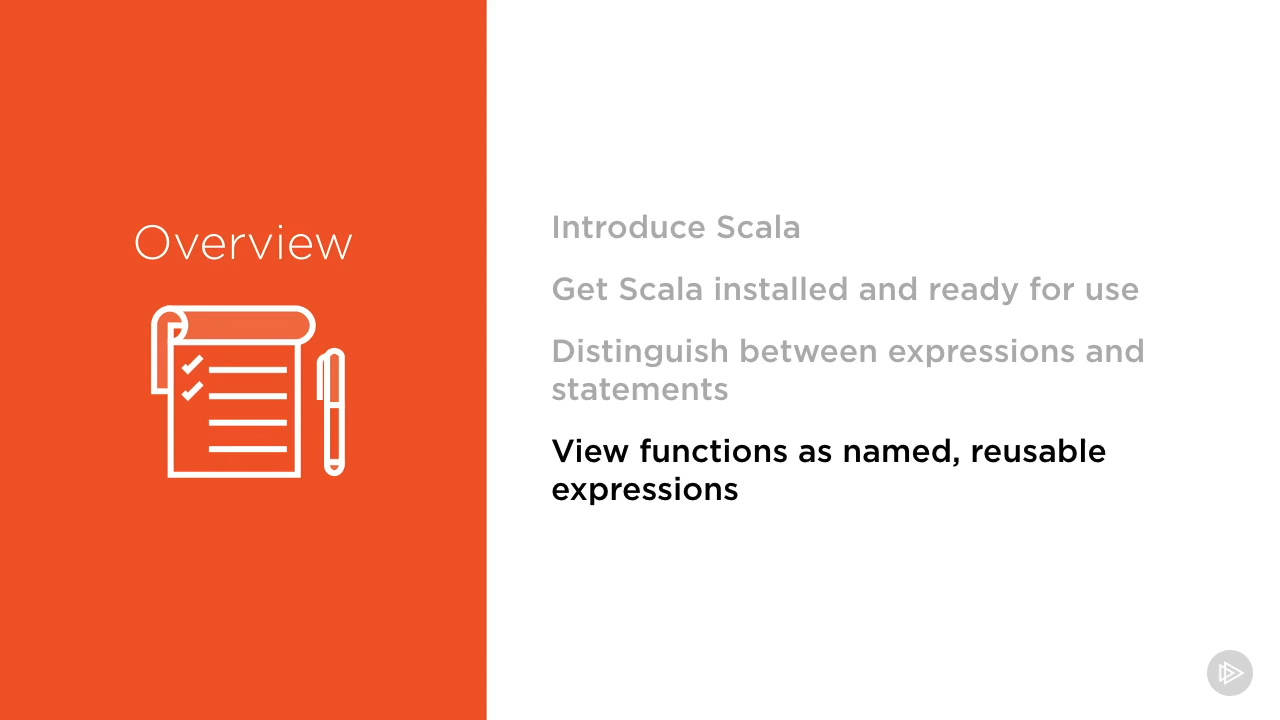 Overview
Introduce Scala
Get Scala installed and ready for use
Distinguish between expressions and
statements
View functions as named, reusable
expressions